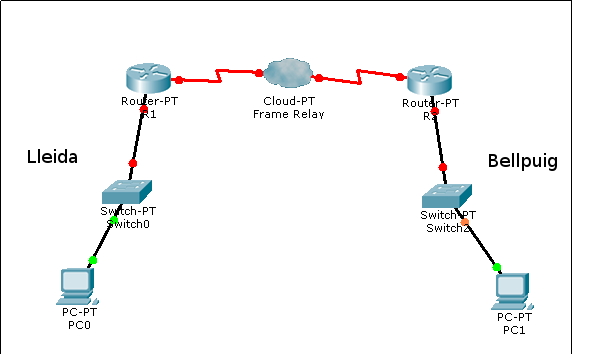 Router-PT
R1
Cloud-PT
Frame Relay
Router-PT
Lleida
Bellpuig
Switch-PT
Switch0
Switch-PT
Switch2
PC-PT
PC0
PC-PT
PC1